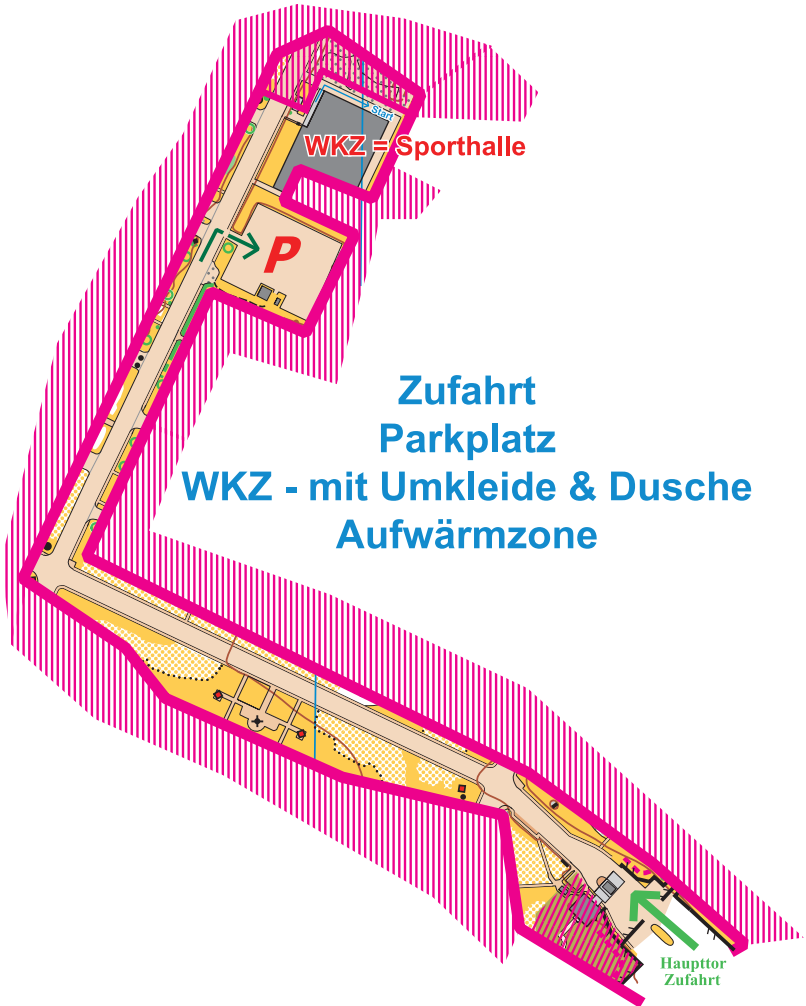 Start
WKZ = Sporthalle
P
Zufahrt
Parkplatz
WKZ - mit Umkleide & Dusche
Aufwärmzone
Haupttor
Zufahrt